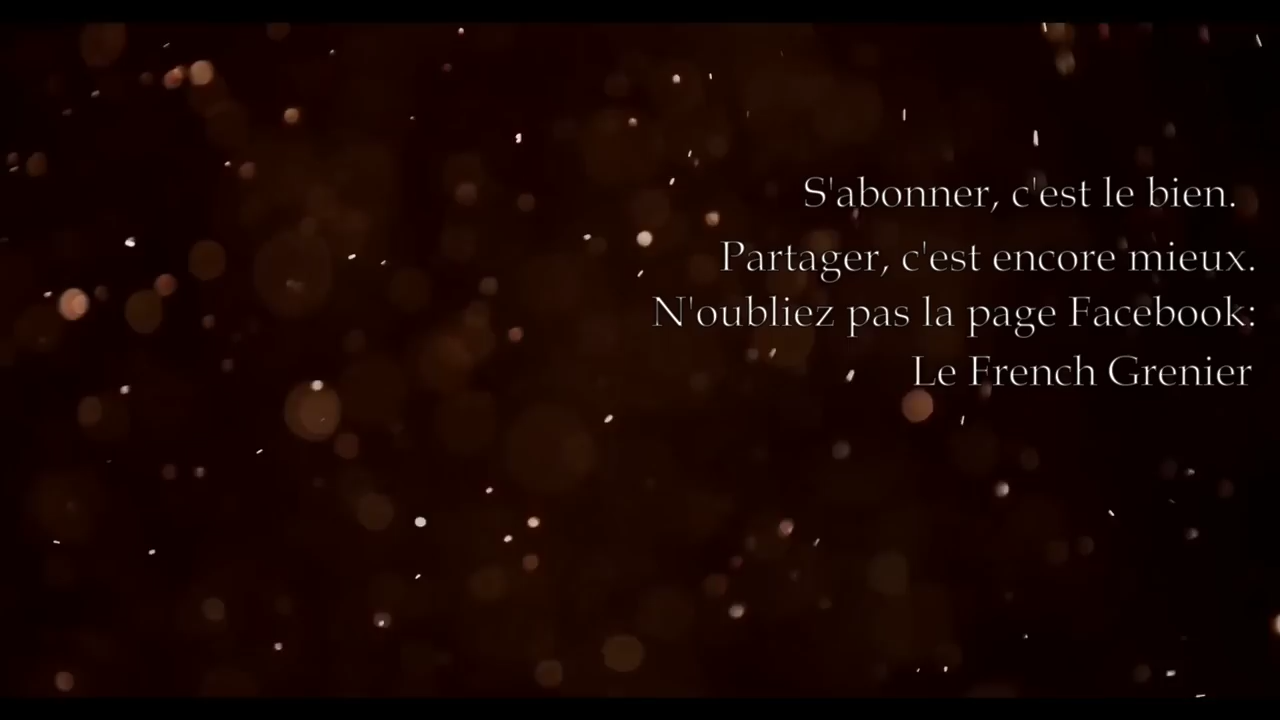 S'abonner, c'est le bien.
Partager, c'est encore mieux.
N'oubliez pas la page Facebook:
Le French Grenier